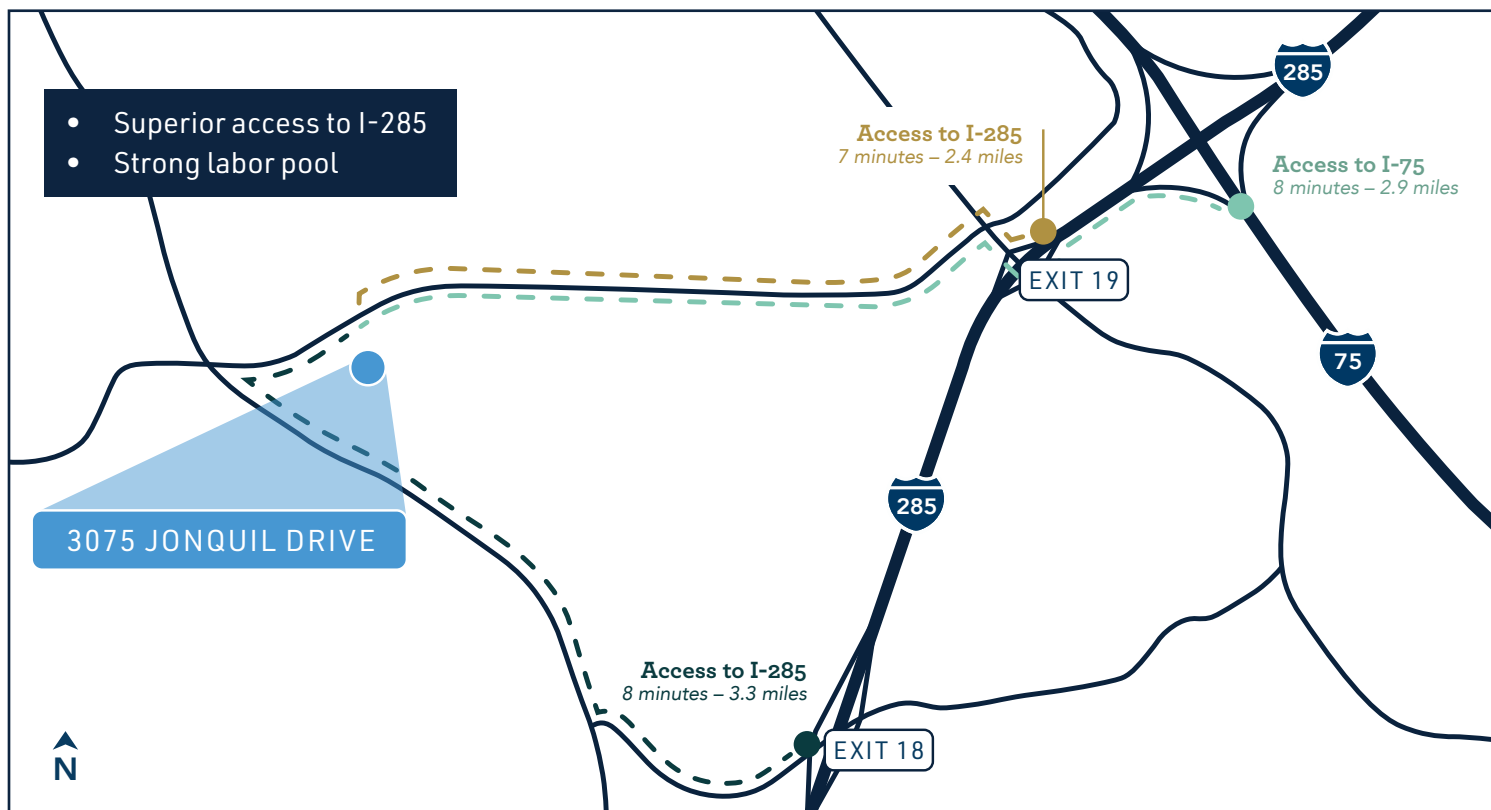 • Superior access to I-285
• Strong labor pool
285
Access to I-285
7 minutes – 2.4 miles
Access to I-75
8 minutes – 2.9 miles
EXIT 19
75
285
3075 JONQUIL DRIVE
Access to I-285
8 minutes – 3.3 miles
EXIT 18
N